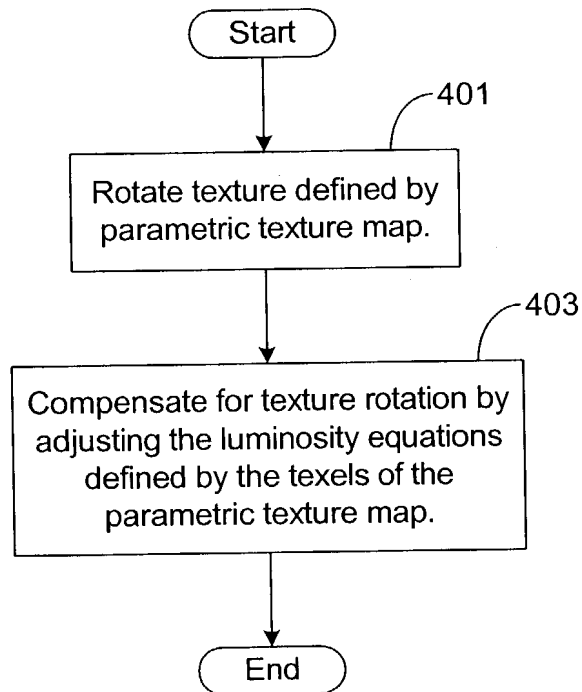 Start
401
Rotate texture defined by
parametric texture map.
403
Compensate for texture rotation by
adjusting the luminosity equations
defined by the texels of the
parametric texture map.
End